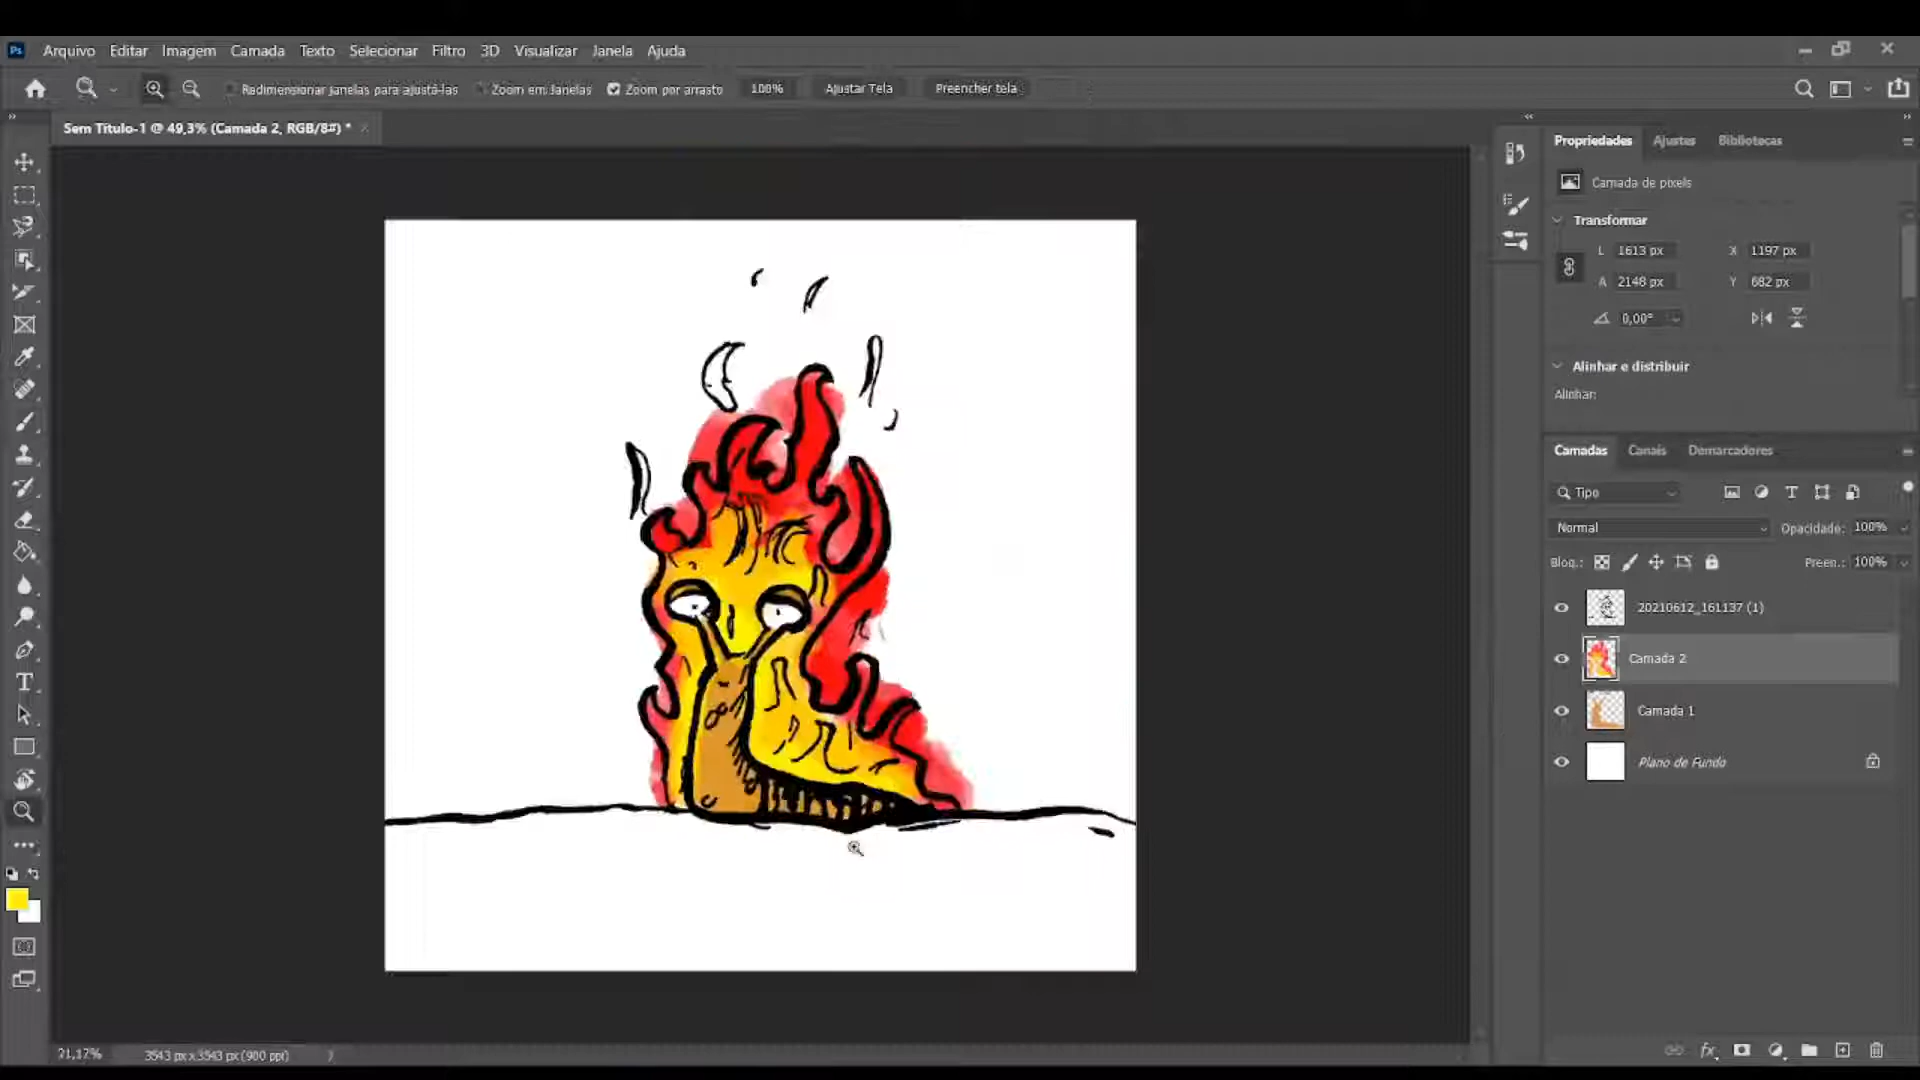 Ps Arquivo Editar Imagem Camada Texto Selecionar Filtro 3D Visualizar Janela Ajuda
Redimensionar janelas para ajustá-las Zoom em Janelas Zoom por arrasto 100% Ajustar Tela Preencher tela
Sem Título-1 @ 49,3% (Camada 2, RGB/8#) *
Propriedades Ajustes Bibliotecas
Camada de pixels
Transformar
L 1613 px X 1197 px
A 2148 px Y 682 px
0,00°
Alinhar e distribuir
Alinhar:
Camadas Canais Demarcadores
Tipo
Normal Opacidade: 100%
Bloq.: Preen.: 100%
20210612_161137 (1)
Camada 2
Camada 1
Plano de Fundo
fx
21,17% 3543 px x 3543 px (900 ppi)